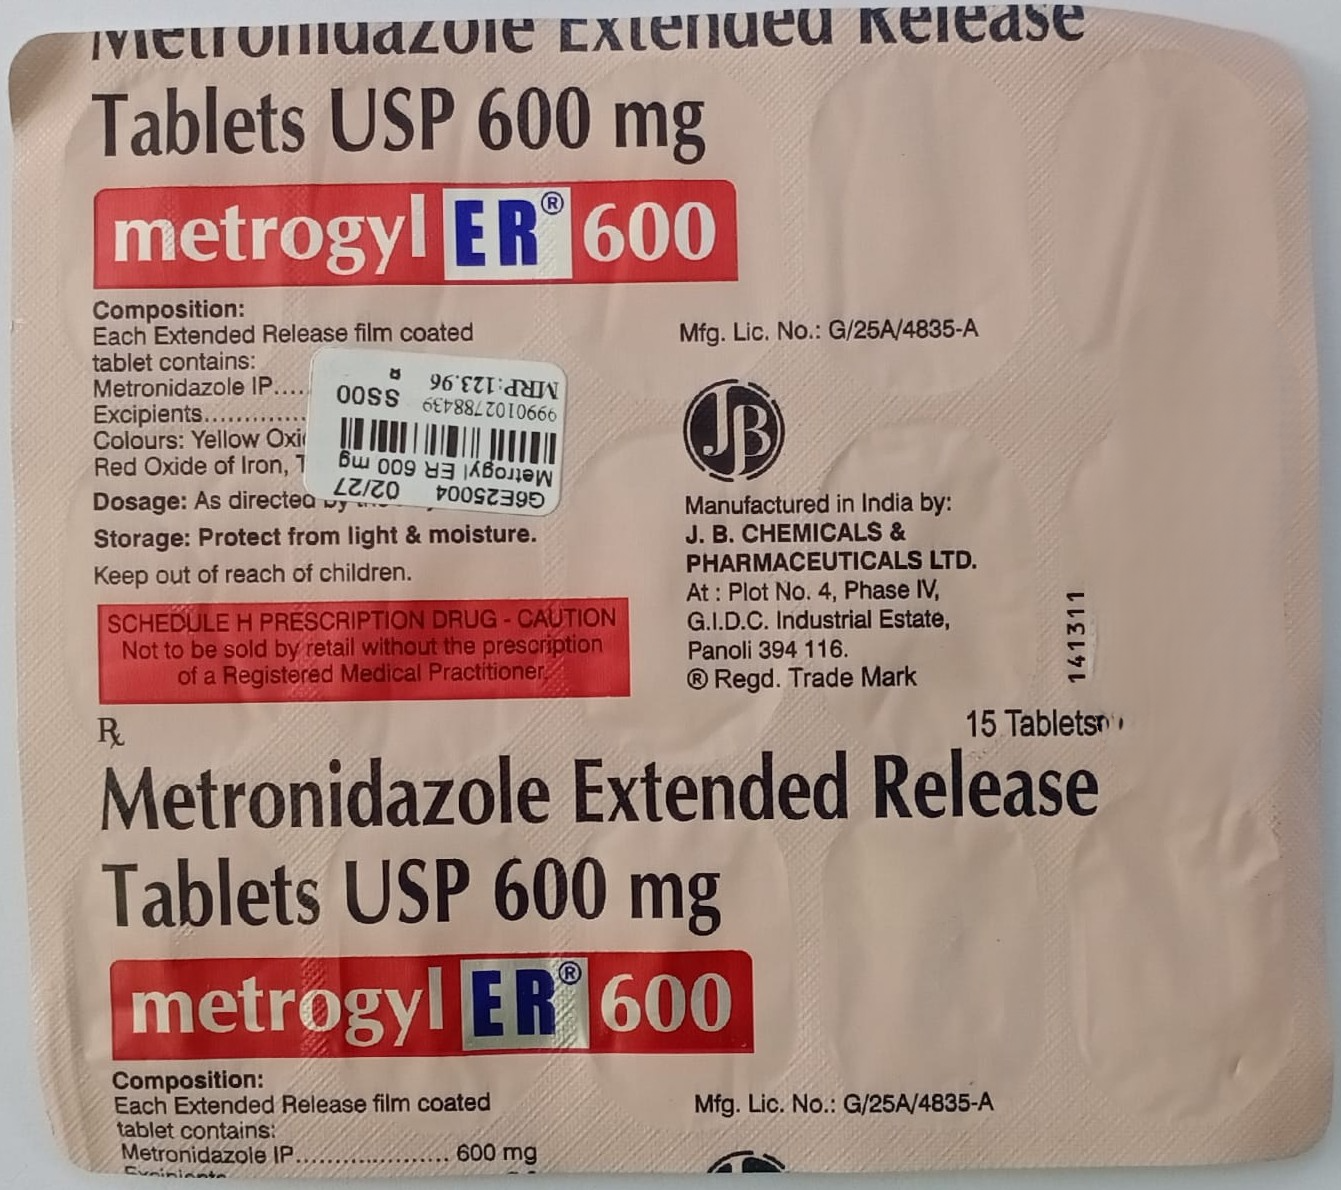 Metronidazole Extended Release
Tablets USP 600 mg
metrogyl ER® 600
Composition:
Each Extended Release film coated
tablet contains:
Metronidazole IP....
Excipients.............
Colours: Yellow
Red Oxide of Iron,
Dosage: As directed by
Storage: Protect from light & moisture.
Keep out of reach of children.
SCHEDULE H PRESCRIPTION DRUG - CAUTION
Not to be sold by retail without the prescription
of a Registered Medical Practitioner.
G6E25004 02/27
Metrogyl ER 600 mg
9990102788439 SS00
MRP:123.96
Mfg. Lic. No.: G/25A/4835-A
JB
Manufactured in India by:
J. B. CHEMICALS &
PHARMACEUTICALS LTD.
At : Plot No. 4, Phase IV,
G.I.D.C. Industrial Estate,
Panoli 394 116.
® Regd. Trade Mark
141311
15 Tablets
℞
Metronidazole Extended Release
Tablets USP 600 mg
metrogyl ER® 600
Composition:
Each Extended Release film coated
tablet contains:
Metronidazole IP.................... 600 mg
Excipients
Mfg. Lic. No.: G/25A/4835-A